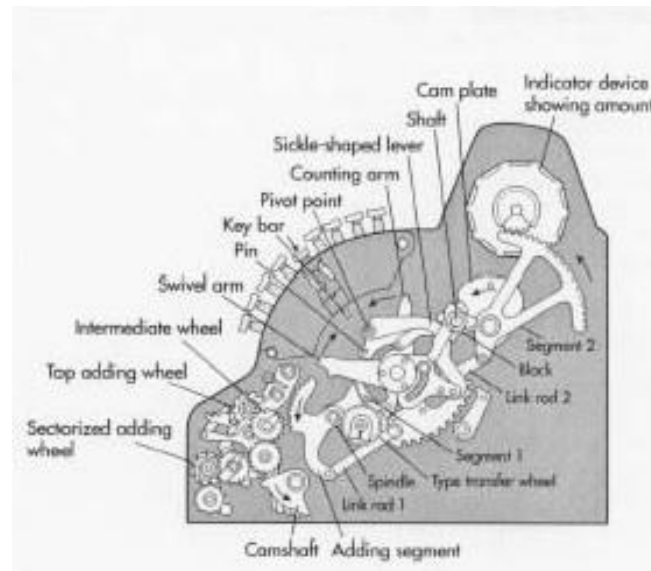 Indicator device
showing amount
Cam plate
Shaft
Sickle-shaped lever
Counting arm
Pivot point
Key bar
Pin
Swivel arm
Intermediate wheel
Top adding wheel
Sectorized adding
wheel
Segment 2
Block
Link rod 2
Segment 1
Type transfer wheel
Spindle
Link rod 1
Camshaft
Adding segment